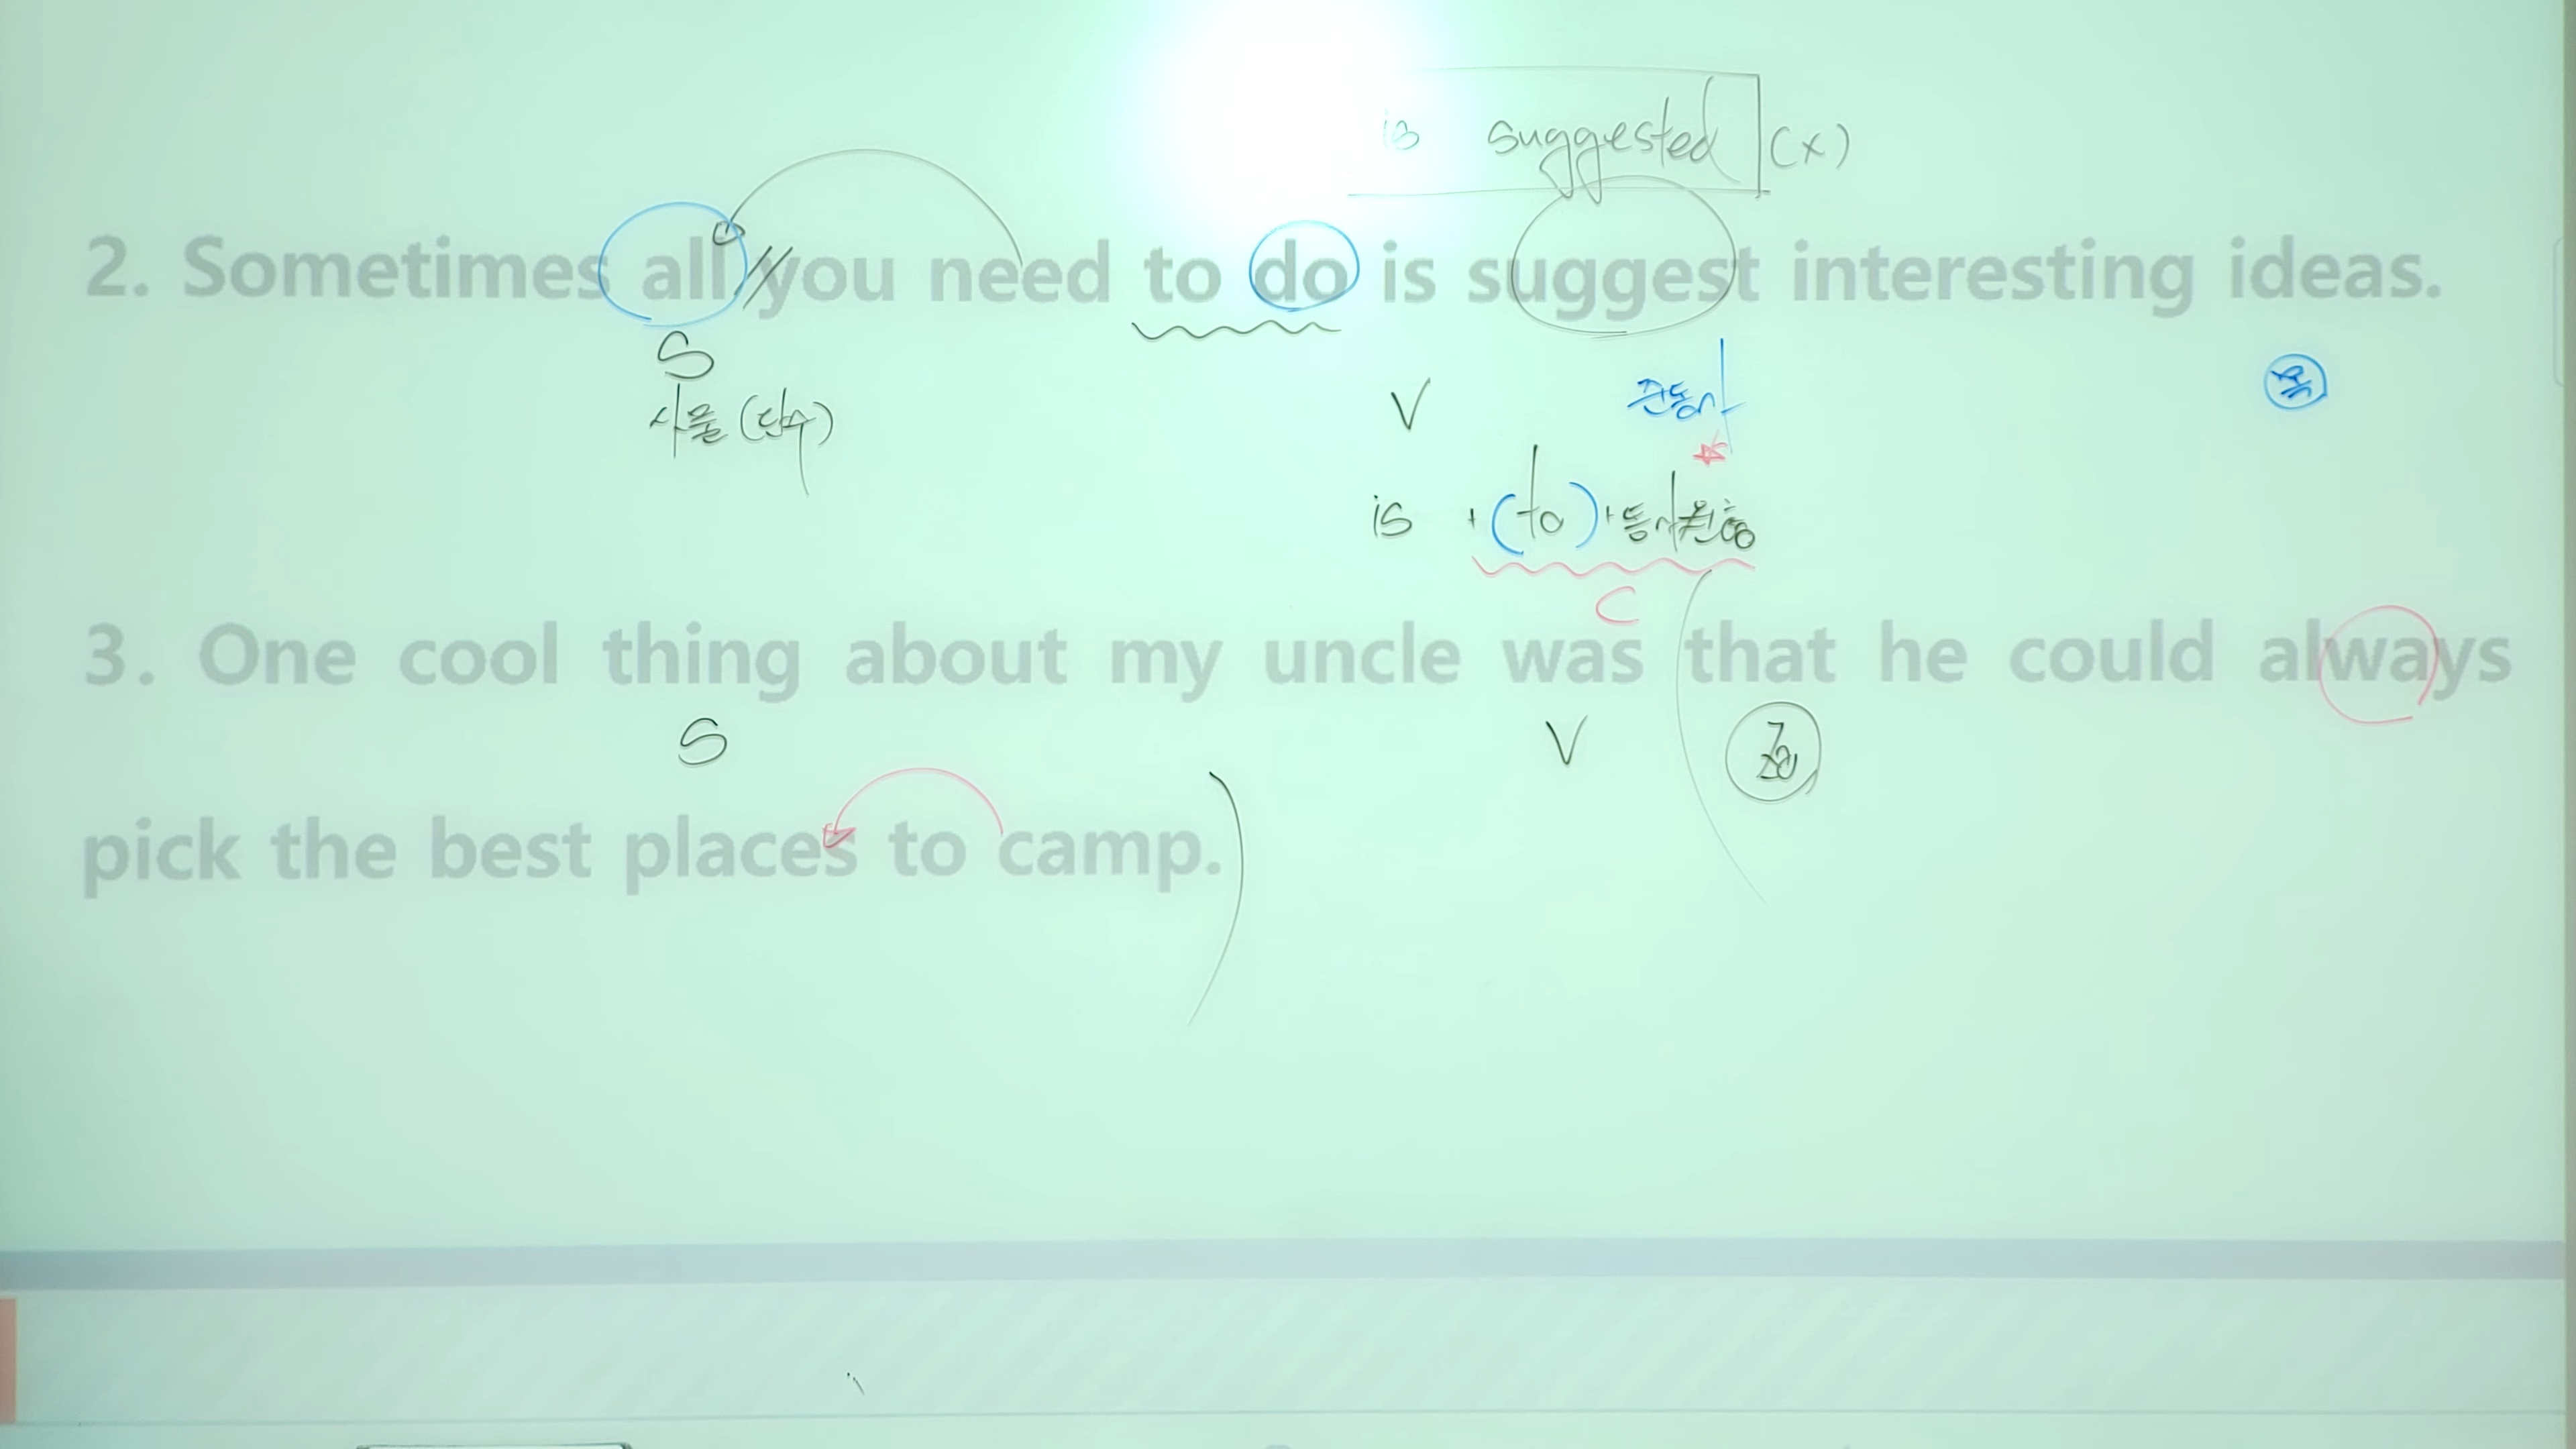 is suggested (x)
2. Sometimes all you need to do is suggest interesting ideas.
S
사물 (단수) V 준동사 목
is + (to) + 동사원형
C
3. One cool thing about my uncle was that he could always
S V 접
pick the best places to camp.